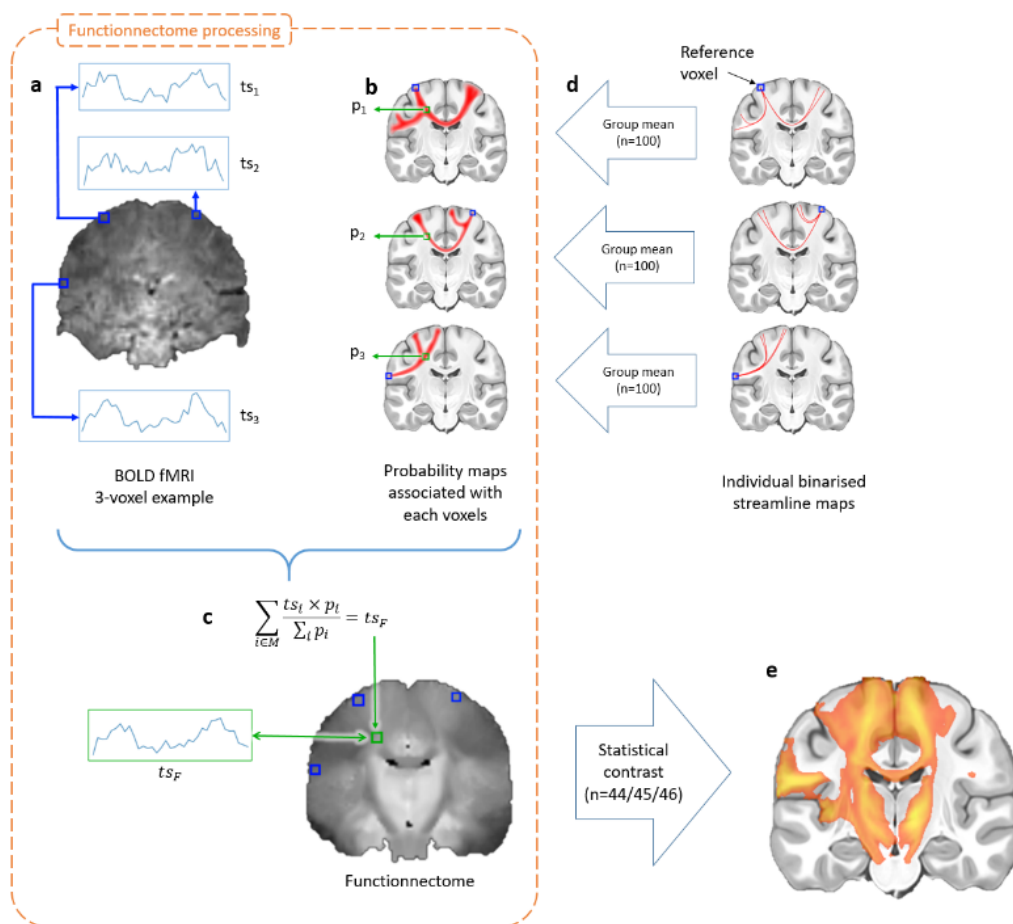 Functionnectome processing
a
ts₁
ts₂
ts₃
BOLD fMRI
3-voxel example
b
p₁
p₂
p₃
Probability maps
associated with
each voxels
d
Reference
voxel
Group mean
(n=100)
Group mean
(n=100)
Group mean
(n=100)
Individual binarised
streamline maps
c
∑_{i∈M} (ts_i × p_i)/(∑_i p_i) = ts_F
ts_F
Functionnectome
Statistical
contrast
(n=44/45/46)
e